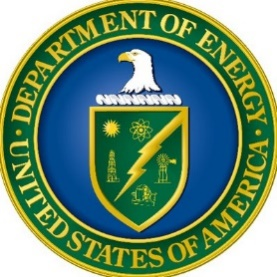 DEPARTMENT OF ENERGY
UNITED STATES OF AMERICA